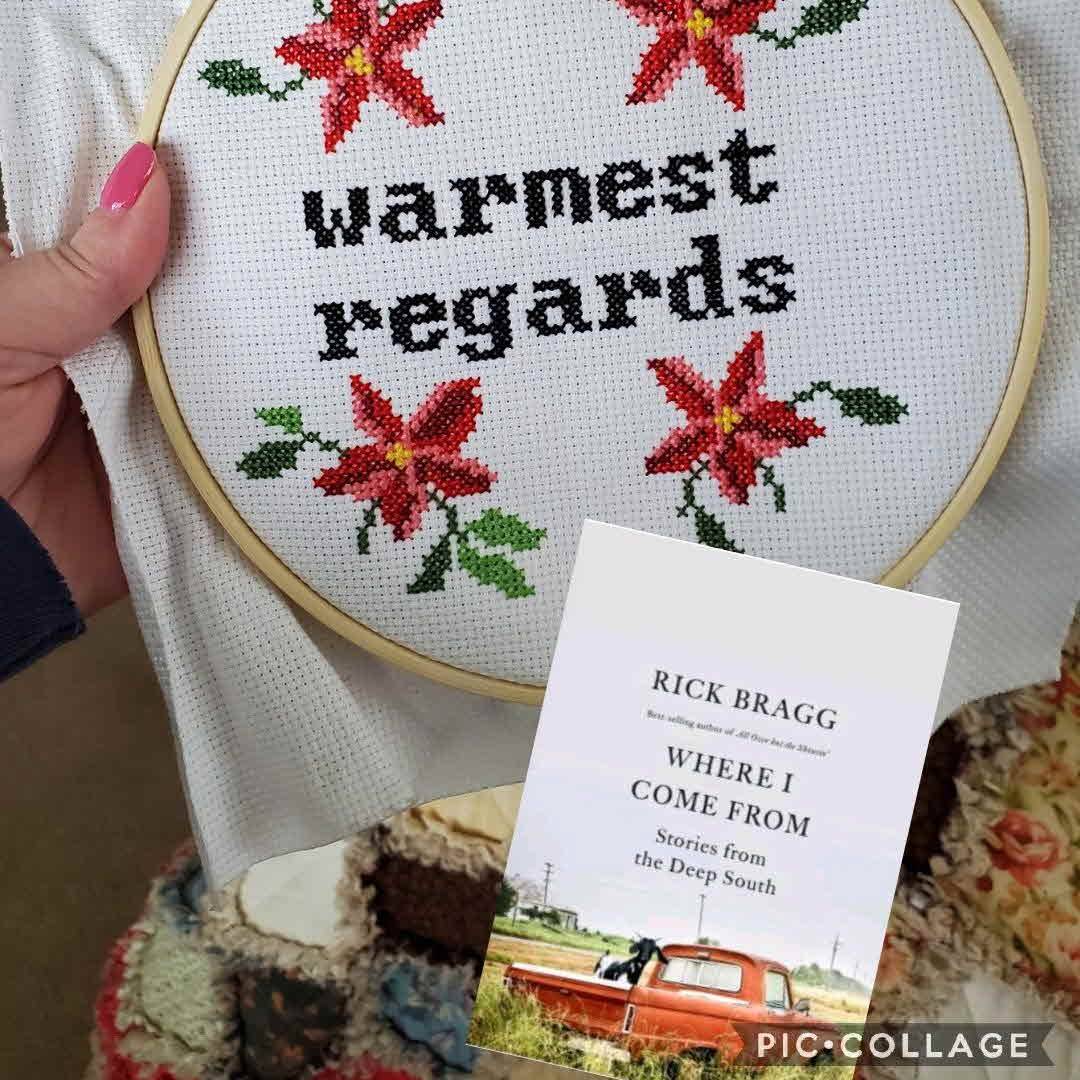 warmest
regards
RICK BRAGG
Best-selling author of All Over but the Shoutin'
WHERE I
COME FROM
Stories from
the Deep South
PIC•COLLAGE